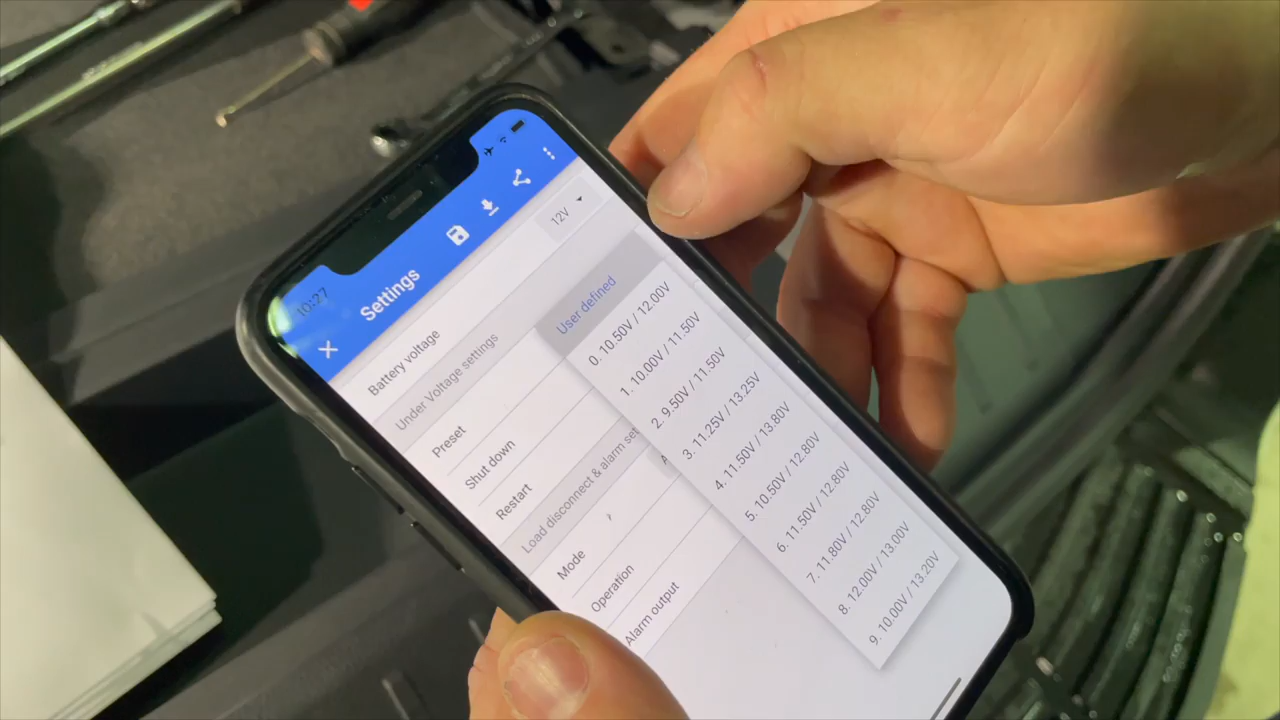 10:27
Settings
Battery voltage
12V
Under Voltage settings
Preset
User defined
0. 10.50V / 12.00V
1. 10.00V / 11.50V
2. 9.50V / 11.50V
3. 11.25V / 13.25V
4. 11.50V / 13.80V
5. 10.50V / 12.80V
6. 11.50V / 12.80V
7. 11.80V / 12.80V
8. 12.00V / 13.00V
9. 10.00V / 13.20V
Shut down
Restart
Load disconnect & alarm set
Mode
Operation
Alarm output